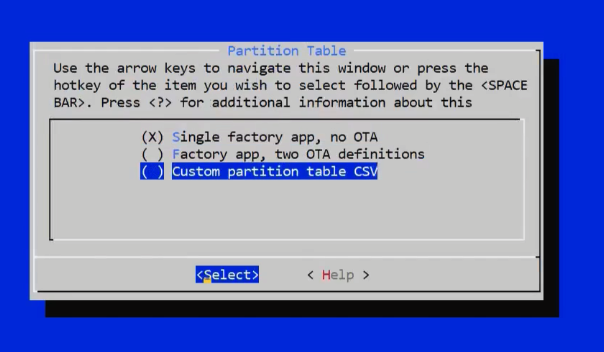 Partition Table
Use the arrow keys to navigate this window or press the
hotkey of the item you wish to select followed by the <SPACE
BAR>. Press <?> for additional information about this
(X) Single factory app, no OTA
( ) Factory app, two OTA definitions
( ) Custom partition table CSV
<Select> < Help >